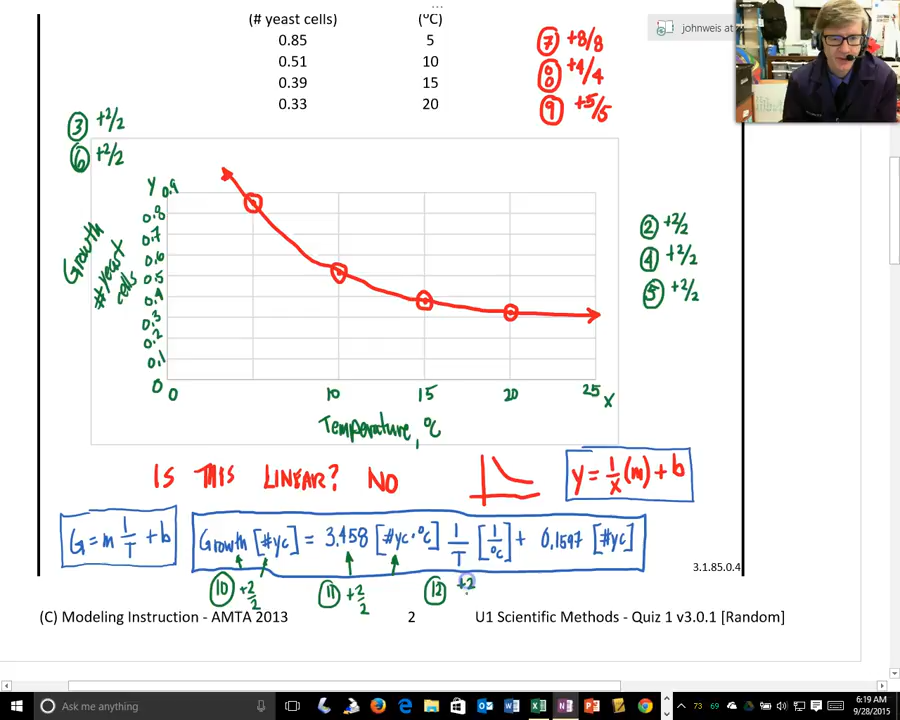 (# yeast cells) (°C)
0.85 5
0.51 10
0.39 15
0.33 20
johnweis at
7 +8/8
8 +4/4
9 +5/5
3 +2/2
6 +2/2
Y 0.9
0.8
0.7
0.6
0.5
0.4
0.3
0.2
0.1
0
Growth
# yeast
cells
2 +2/2
4 +2/2
5 +2/2
0 10 15 20 25 X
Temperature, °C
IS THIS LINEAR? NO
y = 1/x (m) + b
G = m 1/T + b
Growth [#yc] = 3.458 [#yc·°C] 1/T [1/°C] + 0.1597 [#yc]
10 +2/2 11 +2/2 12 +2
3.1.85.0.4
(C) Modeling Instruction - AMTA 2013 2 U1 Scientific Methods - Quiz 1 v3.0.1 [Random]
Ask me anything
73 69
6:19 AM
9/28/2015